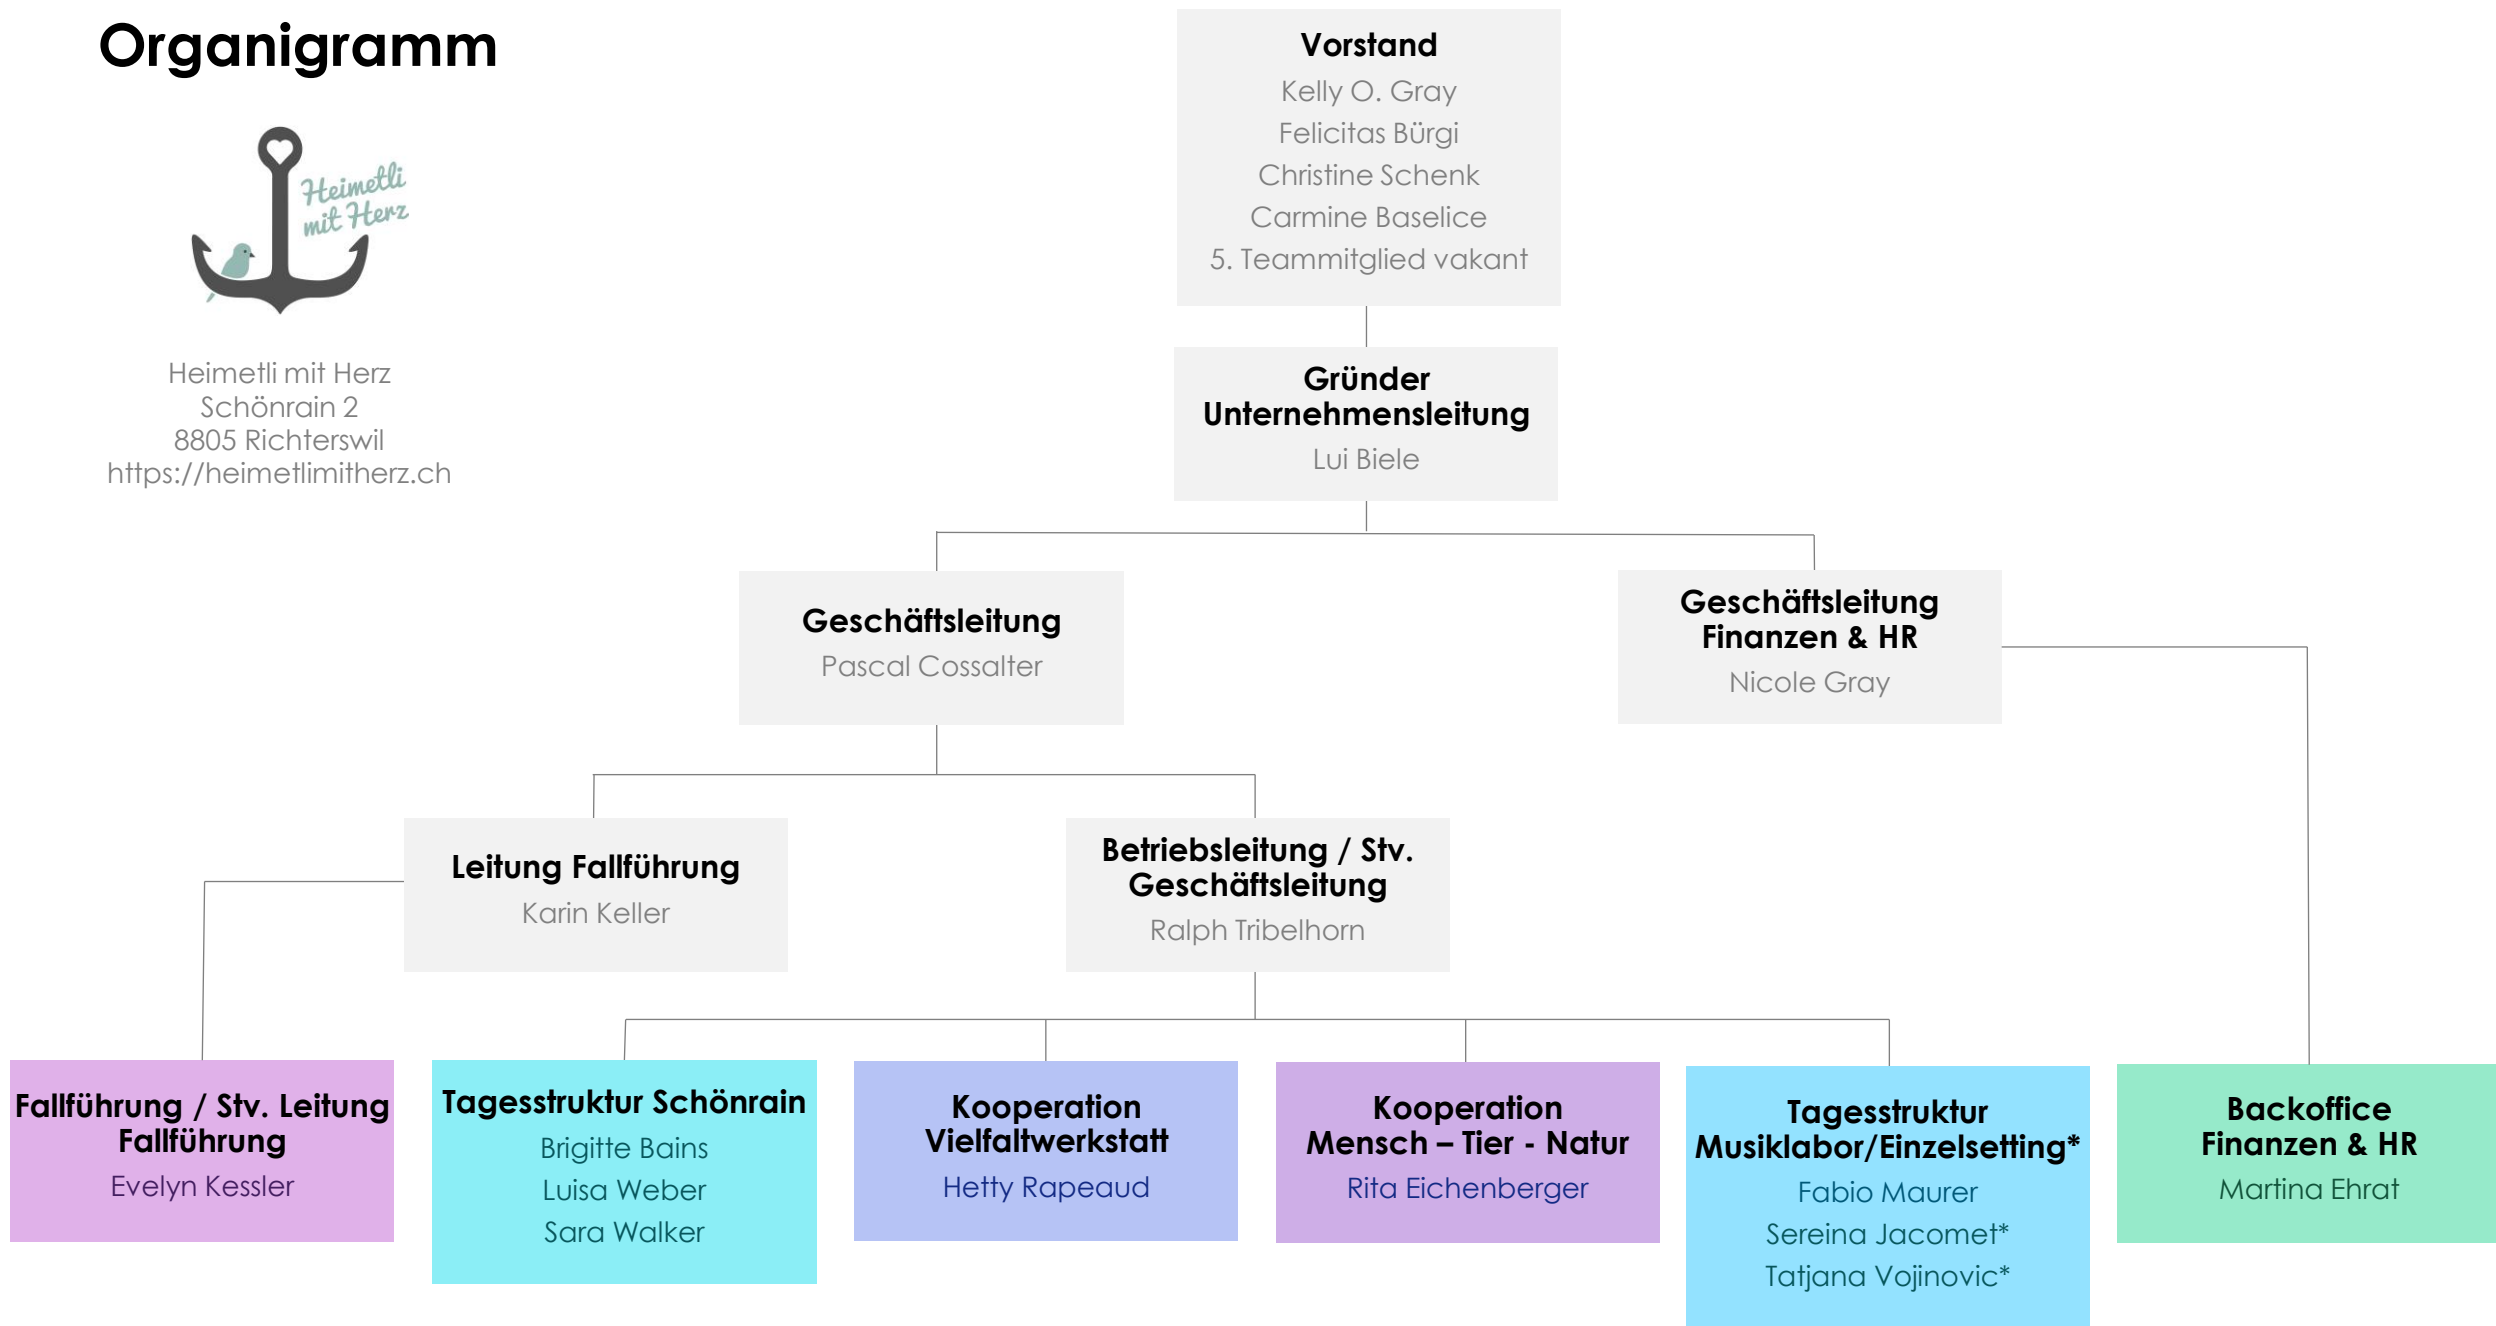 Organigramm
Heimetli
mit Herz
Heimetli mit Herz
Schönrain 2
8805 Richterswil
https://heimetlimitherz.ch
Vorstand
Kelly O. Gray
Felicitas Bürgi
Christine Schenk
Carmine Baselice
5. Teammitglied vakant
Gründer
Unternehmensleitung
Lui Biele
Geschäftsleitung
Pascal Cossalter
Geschäftsleitung
Finanzen & HR
Nicole Gray
Leitung Fallführung
Karin Keller
Betriebsleitung / Stv.
Geschäftsleitung
Ralph Tribelhorn
Fallführung / Stv. Leitung
Fallführung
Evelyn Kessler
Tagesstruktur Schönrain
Brigitte Bains
Luisa Weber
Sara Walker
Kooperation
Vielfaltwerkstatt
Hetty Rapeaud
Kooperation
Mensch – Tier - Natur
Rita Eichenberger
Tagesstruktur
Musiklabor/Einzelsetting*
Fabio Maurer
Sereina Jacomet*
Tatjana Vojinovic*
Backoffice
Finanzen & HR
Martina Ehrat